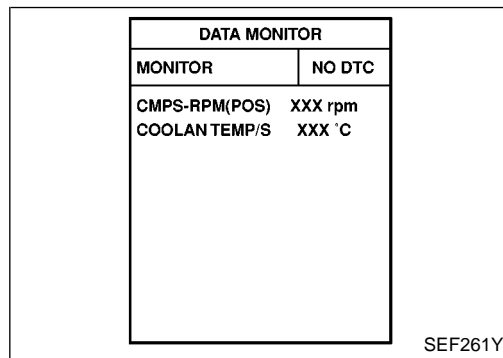 DATA MONITOR
MONITOR NO DTC
CMPS-RPM(POS) XXX rpm
COOLAN TEMP/S XXX °C
SEF261Y